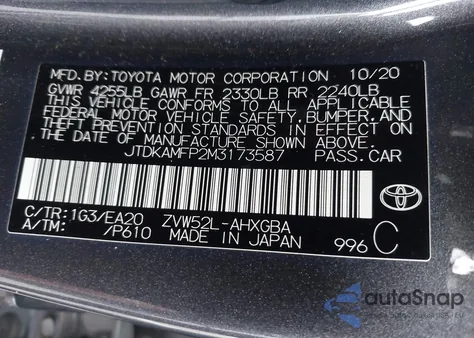 MFD. BY: TOYOTA MOTOR CORPORATION 10/20
GVWR 4255LB GAWR FR 2330LB RR 2240LB
THIS VEHICLE CONFORMS TO ALL APPLICABLE
FEDERAL MOTOR VEHICLE SAFETY, BUMPER, AND
THEFT PREVENTION STANDARDS IN EFFECT ON
THE DATE OF MANUFACTURE SHOWN ABOVE.
JTDKAMFP2M3173587 PASS. CAR
C/TR: 1G3/EA20 ZVW52L-AHXGBA
A/TM: /P610 MADE IN JAPAN 996 C
TOYOTA
autoSnap